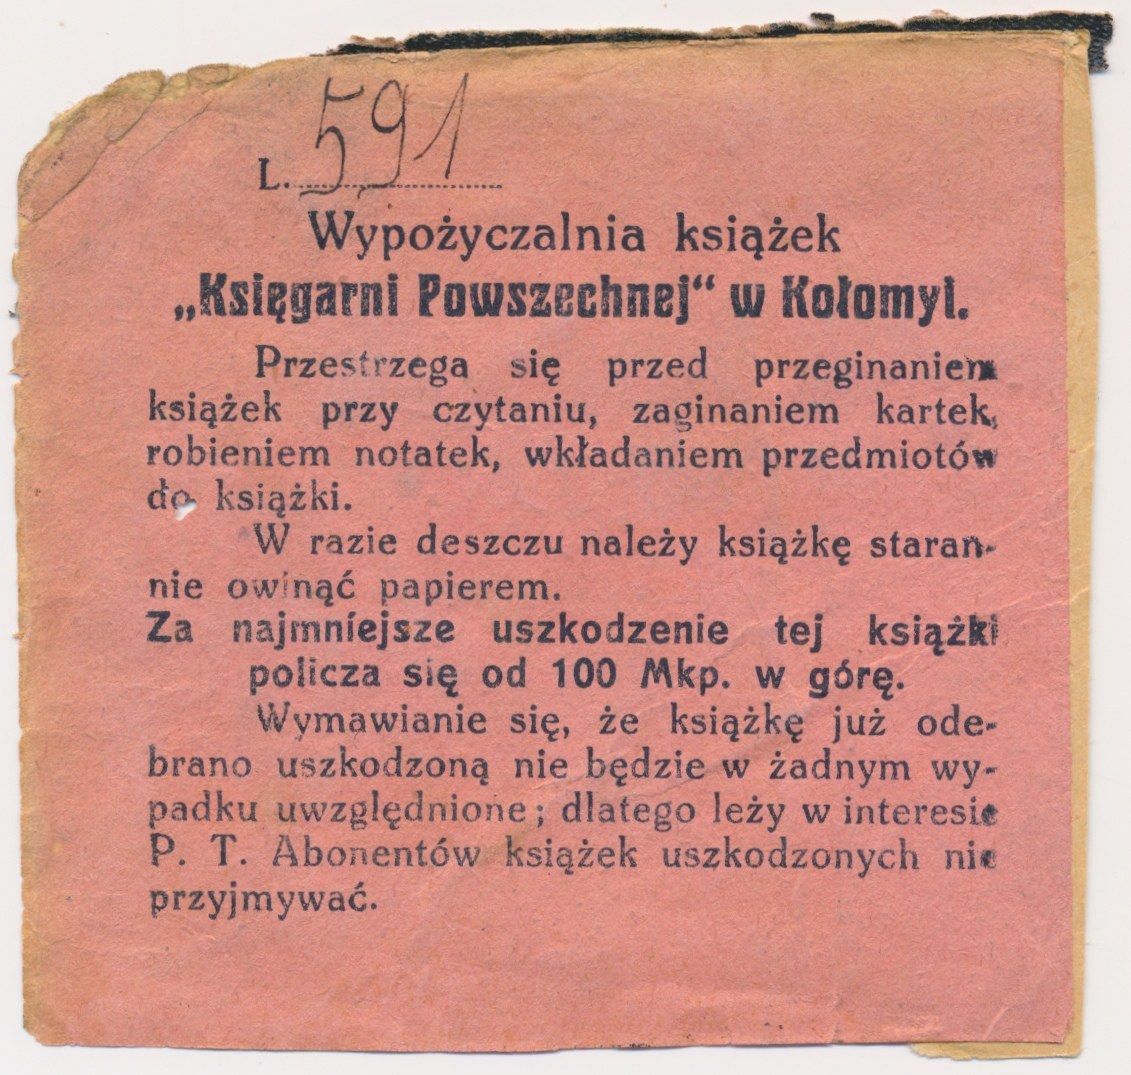 L. 591
Wypożyczalnia książek
„Księgarni Powszechnej“ w Kołomyi.
Przestrzega się przed przeginaniem
książek przy czytaniu, zaginaniem kartek,
robieniem notatek, wkładaniem przedmiotów
do książki.
W razie deszczu należy książkę staran-
nie owinąć papierem.
Za najmniejsze uszkodzenie tej książki
policza się od 100 Mkp. w górę.
Wymawianie się, że książkę już ode-
brano uszkodzoną nie będzie w żadnym wy-
padku uwzględnione; dlatego leży w interesie
P. T. Abonentów książek uszkodzonych nie
przyjmywać.